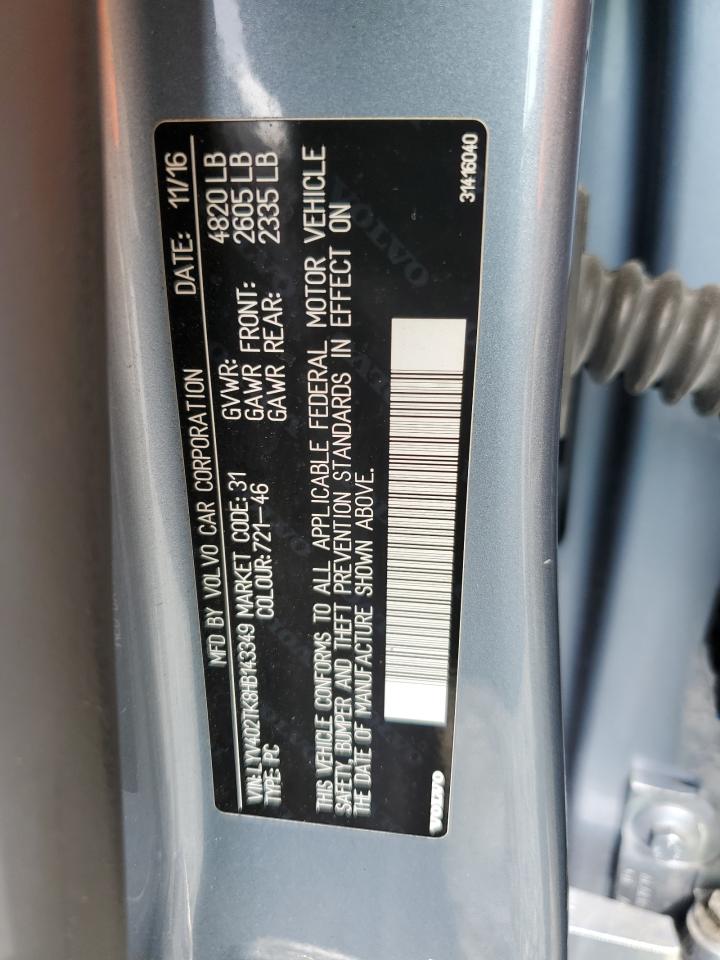 MFD BY VOLVO CAR CORPORATION DATE: 11/16
VIN: LYV402TK8HB143349 MARKET CODE: 31 GVWR: 4820 LB
TYPE: PC COLOUR: 721-46 GAWR FRONT: 2605 LB
GAWR REAR: 2335 LB
THIS VEHICLE CONFORMS TO ALL APPLICABLE FEDERAL MOTOR VEHICLE
SAFETY, BUMPER AND THEFT PREVENTION STANDARDS IN EFFECT ON
THE DATE OF MANUFACTURE SHOWN ABOVE.
VOLVO
31416040